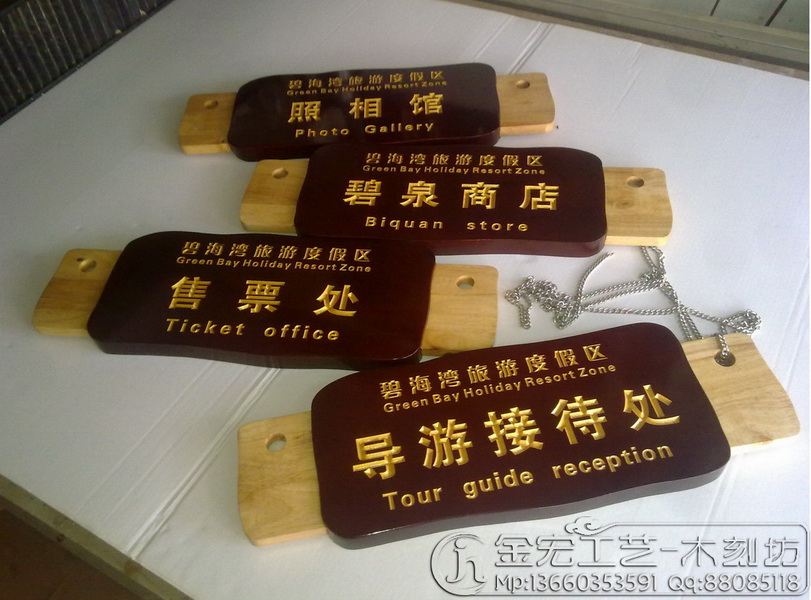 碧海湾旅游度假区
Green Bay Holiday Resort Zone
照相馆
Photo Gallery
碧海湾旅游度假区
Green Bay Holiday Resort Zone
碧泉商店
Biquan store
碧海湾旅游度假区
Green Bay Holiday Resort Zone
售票处
Ticket office
碧海湾旅游度假区
Green Bay Holiday Resort Zone
导游接待处
Tour guide reception
金宏工艺-木刻坊
Mp:13660353591 QQ:88085118